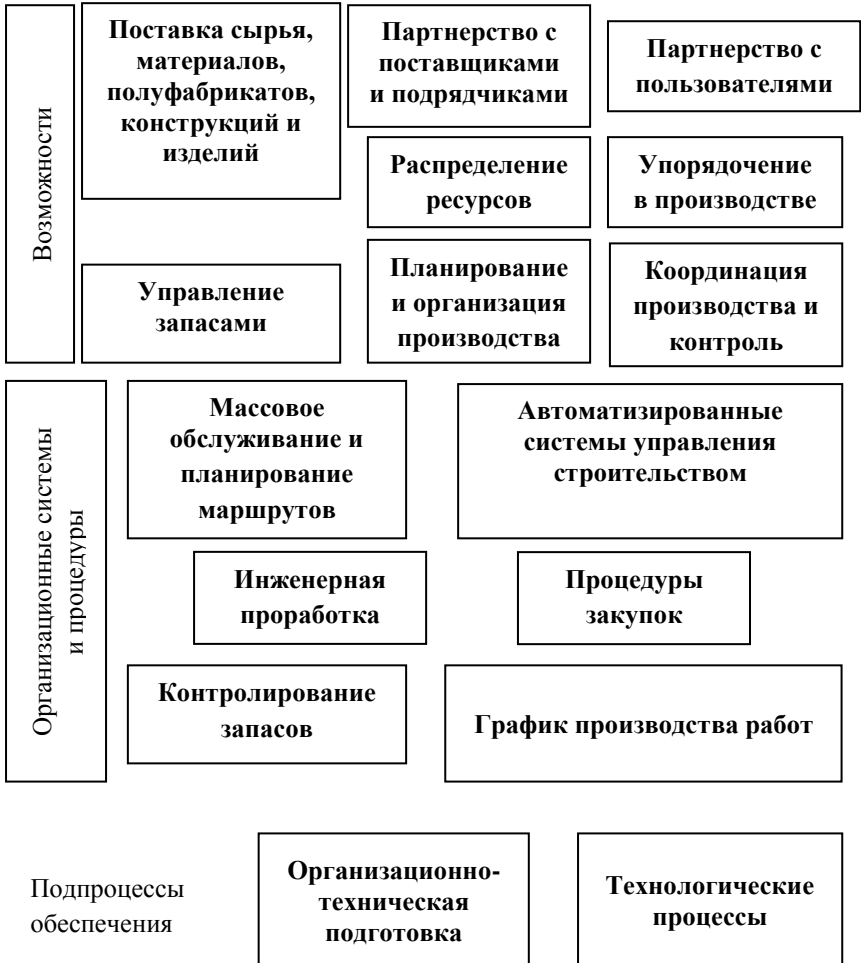 Возможности
Поставка сырья,
материалов,
полуфабрикатов,
конструкций и
изделий
Партнерство с
поставщиками
и подрядчиками
Партнерство с
пользователями
Распределение
ресурсов
Упорядочение
в производстве
Управление
запасами
Планирование
и организация
производства
Координация
производства и
контроль
Организационные системы
и процедуры
Массовое
обслуживание и
планирование
маршрутов
Автоматизированные
системы управления
строительством
Инженерная
проработка
Процедуры
закупок
Контролирование
запасов
График производства работ
Подпроцессы
обеспечения
Организационно-
техническая
подготовка
Технологические
процессы